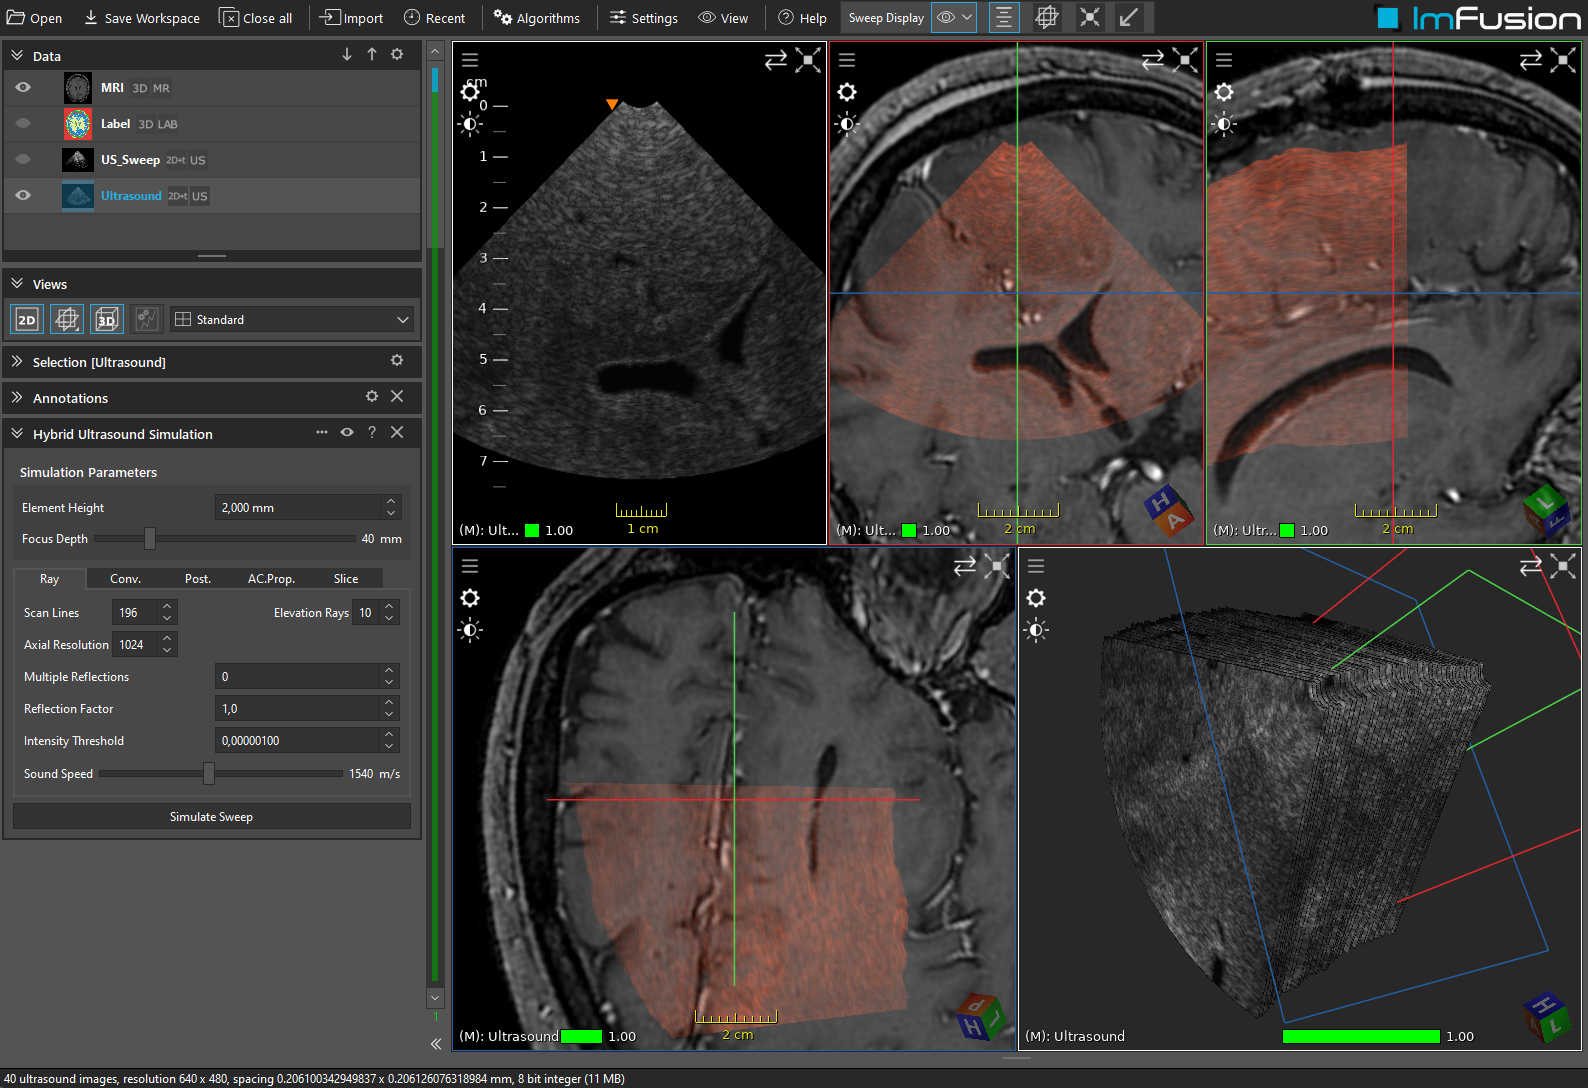 Open Save Workspace Close all Import Recent Algorithms Settings View Help Sweep Display ImFusion
Data
MRI 3D MR
Label 3D LAB
US_Sweep 2D+t US
Ultrasound 2D+t US
Views
2D 3D Standard
Selection [Ultrasound]
Annotations
Hybrid Ultrasound Simulation ?
Simulation Parameters
Element Height 2,000 mm
Focus Depth 40 mm
Ray Conv. Post. AC.Prop. Slice
Scan Lines 196 Elevation Rays 10
Axial Resolution 1024
Multiple Reflections 0
Reflection Factor 1,0
Intensity Threshold 0,00000100
Sound Speed 1540 m/s
Simulate Sweep
1
cm
0
1
2
3
4
5
6
7
1 cm
(M): Ult... 1.00
2 cm
(M): Ult... 1.00
H A
2 cm
(M): Ultr... 1.00
L F
2 cm
(M): Ultrasound 1.00
P H L
(M): Ultrasound 1.00
H A L
40 ultrasound images, resolution 640 x 480, spacing 0.206100342949837 x 0.206126076318984 mm, 8 bit integer (11 MB)